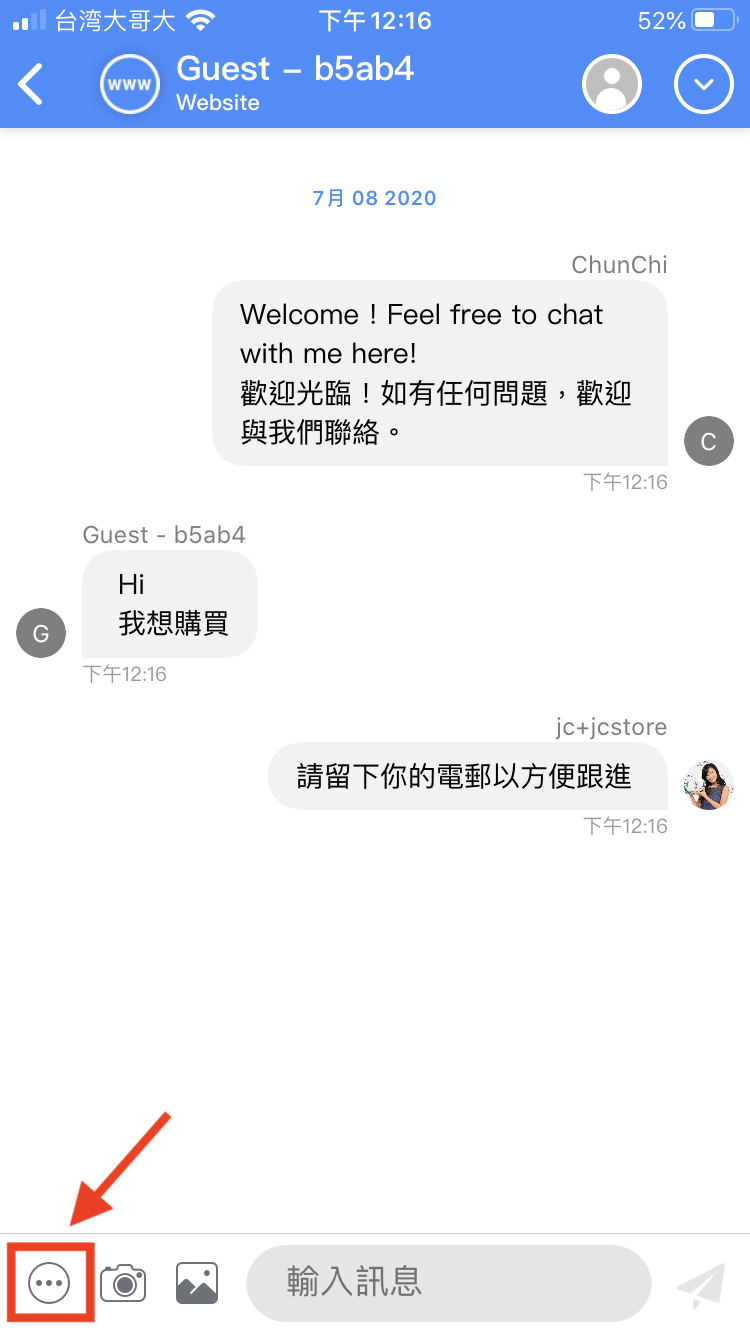 台湾大哥大 下午12:16 52%
www
Guest – b5ab4
Website
7月 08 2020
ChunChi
Welcome！Feel free to chat
with me here!
歡迎光臨！如有任何問題，歡迎
與我們聯絡。
C
下午12:16
Guest - b5ab4
Hi
我想購買
G
下午12:16
jc+jcstore
請留下你的電郵以方便跟進
下午12:16
輸入訊息